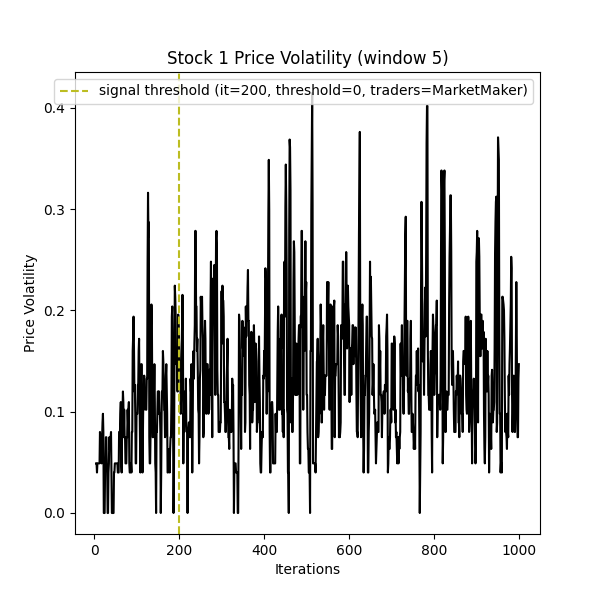 Stock 1 Price Volatility (window 5)
signal threshold (it=200, threshold=0, traders=MarketMaker)
Price Volatility
0.4
0.3
0.2
0.1
0.0
0 200 400 600 800 1000
Iterations